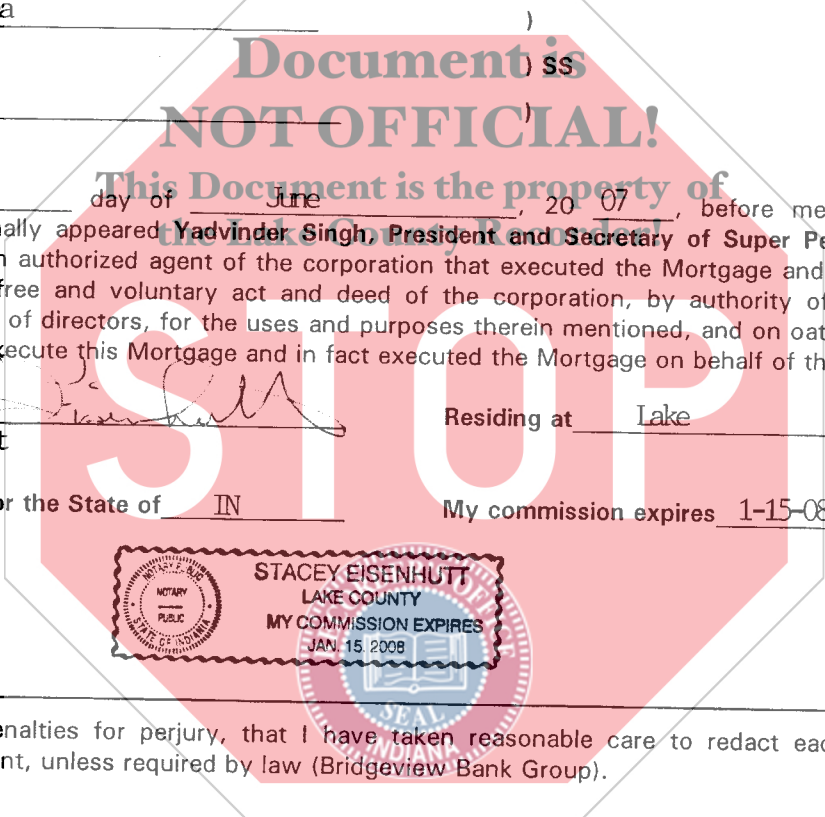 a )
Document is
) SS
NOT OFFICIAL!
)
This Document is the property of
the Lake County Recorder!
day of June, 20 07, before me
nally appeared Yadvinder Singh, President and Secretary of Super Pe
n authorized agent of the corporation that executed the Mortgage and
free and voluntary act and deed of the corporation, by authority of
of directors, for the uses and purposes therein mentioned, and on oat
xecute this Mortgage and in fact executed the Mortgage on behalf of th
STOP
Residing at Lake
t
or the State of IN My commission expires 1-15-08
NOTARY PUBLIC
NOTARY
PUBLIC
STATE OF INDIANA
STACEY EISENHUTT
LAKE COUNTY
MY COMMISSION EXPIRES
JAN. 15, 2008
SEAL
INDIANA
enalties for perjury, that I have taken reasonable care to redact eac
nt, unless required by law (Bridgeview Bank Group).